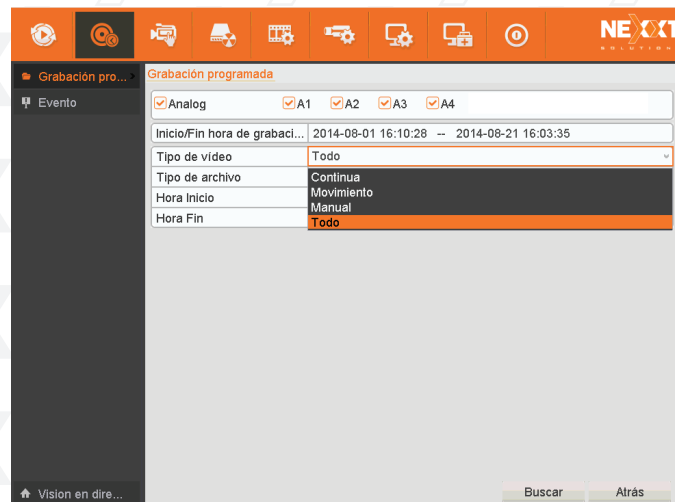 NEXXT
SOLUTION
Grabación pro...
Evento
Grabación programada
Analog A1 A2 A3 A4
Inicio/Fin hora de grabaci... 2014-08-01 16:10:28 -- 2014-08-21 16:03:35
Tipo de vídeo Todo
Tipo de archivo
Hora Inicio
Hora Fin
Continua
Movimiento
Manual
Todo
Vision en dire...
Buscar Atrás